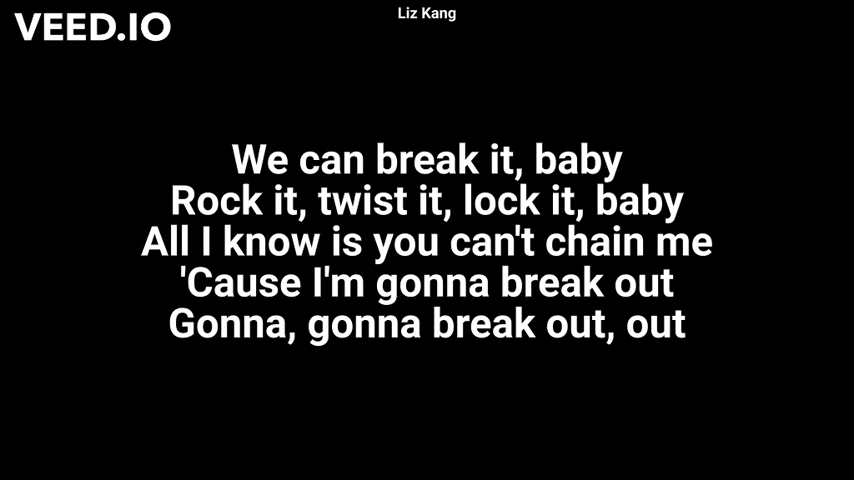 VEED.IO
Liz Kang
We can break it, baby
Rock it, twist it, lock it, baby
All I know is you can't chain me
'Cause I'm gonna break out
Gonna, gonna break out, out